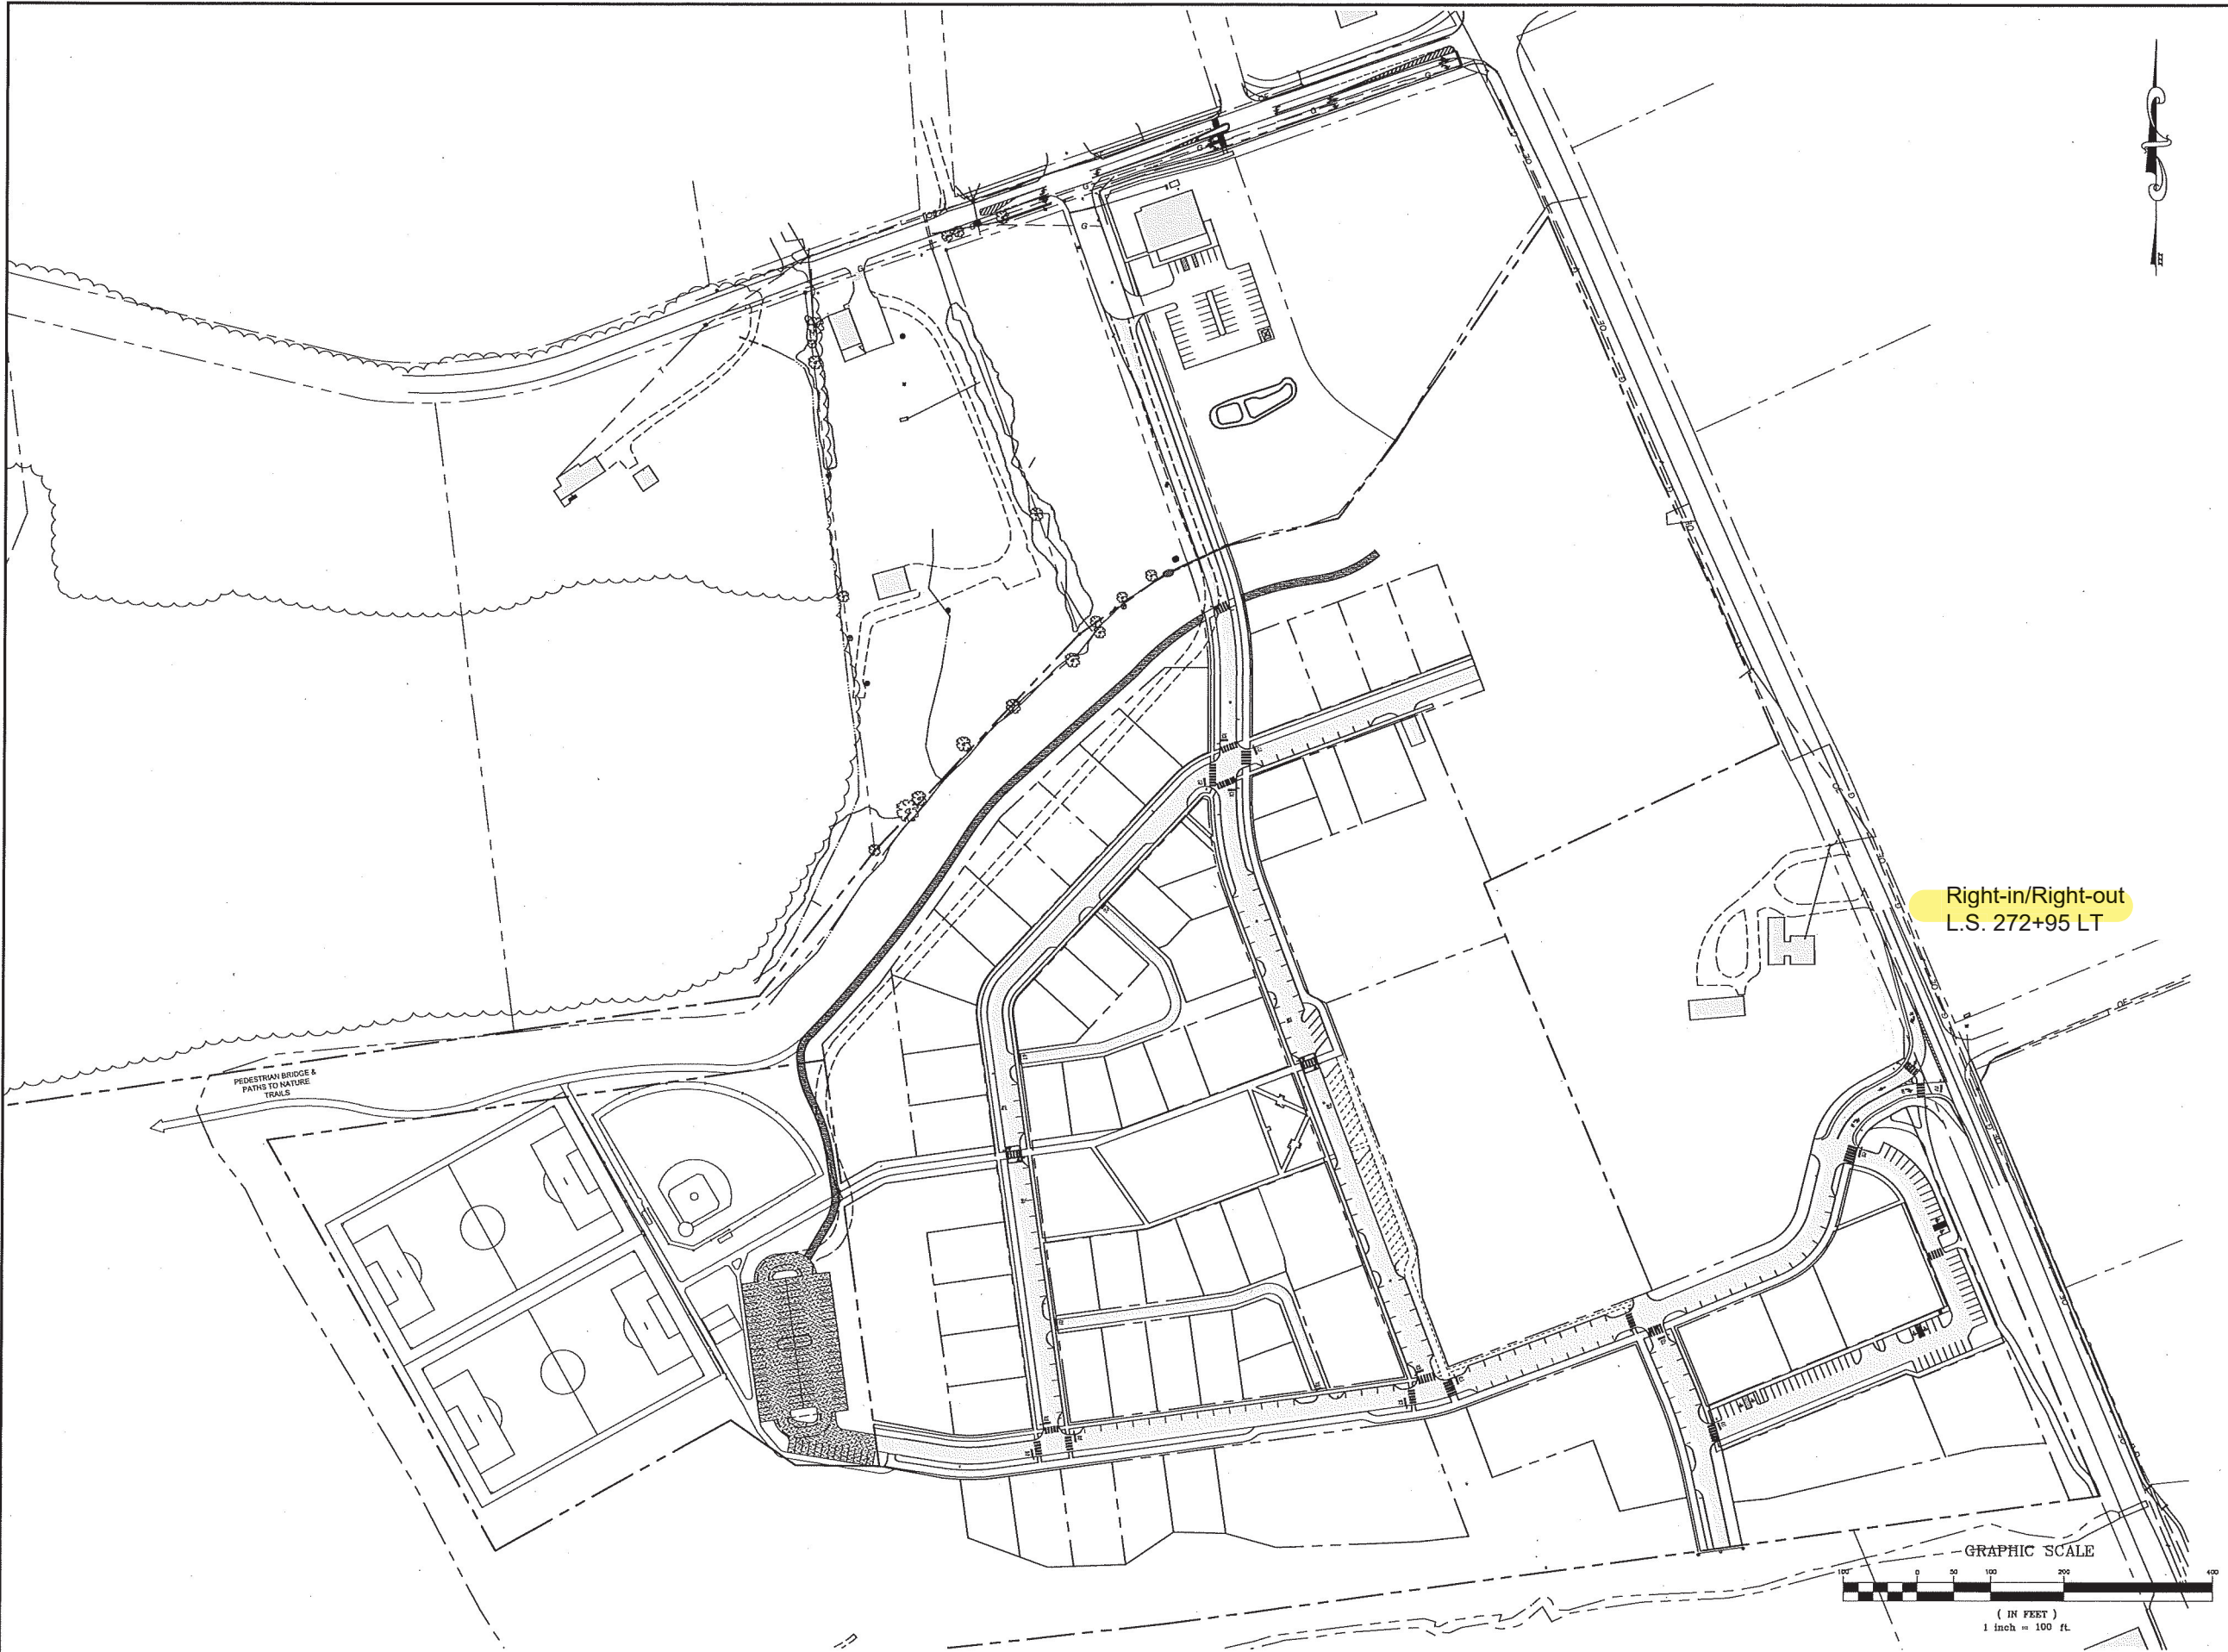 Right-in/Right-out
L.S. 272+95 LT
PEDESTRIAN BRIDGE &
PATHS TO NATURE
TRAILS
GRAPHIC SCALE
100 0 50 100 200 400
( IN FEET )
1 inch = 100 ft.